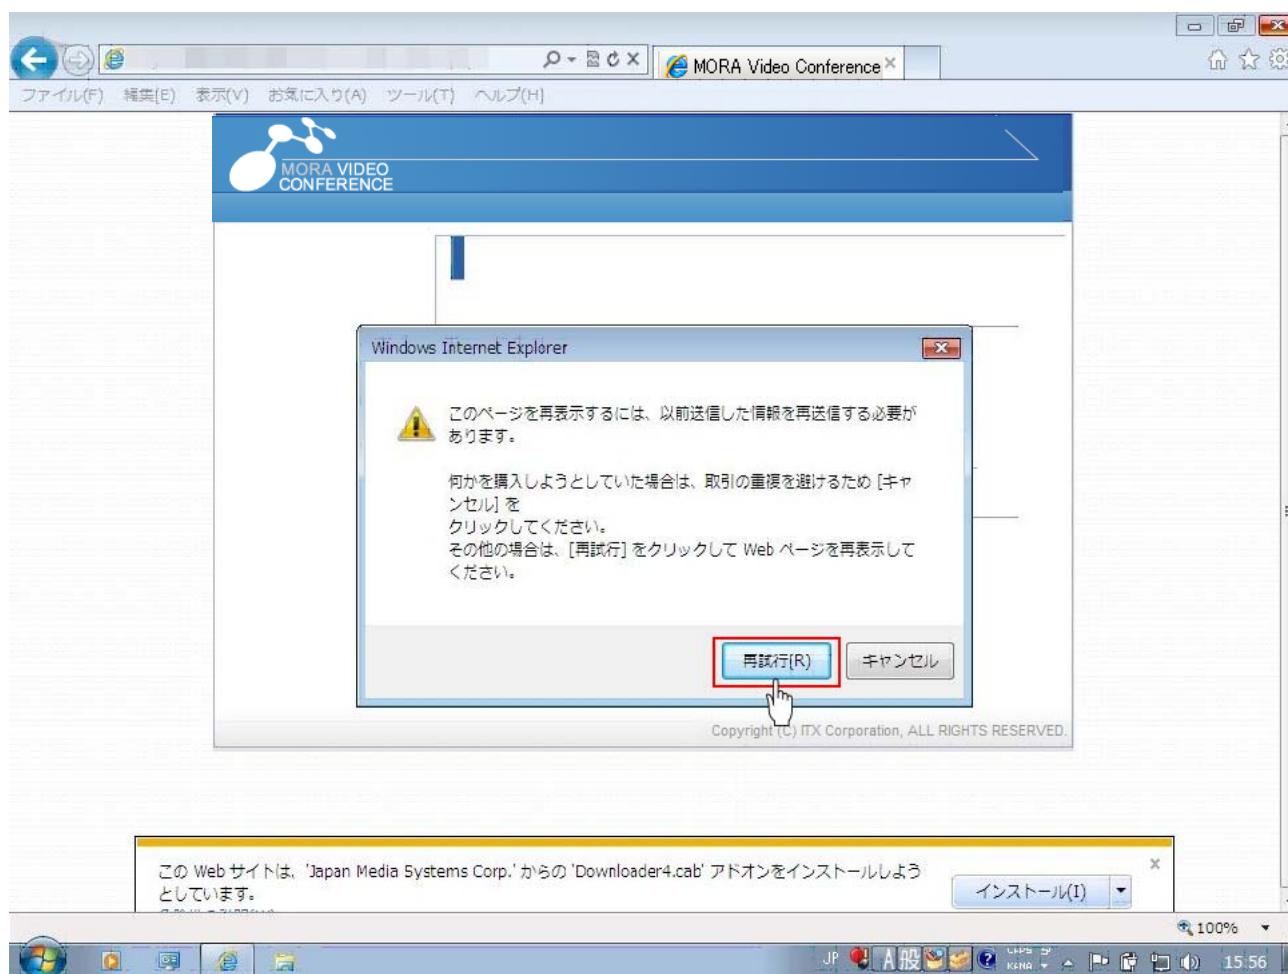 MORA Video Conference
ファイル(F) 編集(E) 表示(V) お気に入り(A) ツール(T) ヘルプ(H)
MORA VIDEO
CONFERENCE
Windows Internet Explorer
このページを再表示するには、以前送信した情報を再送信する必要が
あります。
何かを購入しようとしていた場合は、取引の重複を避けるため [キャ
ンセル] を
クリックしてください。
その他の場合は、[再試行] をクリックして Web ページを再表示して
ください。
再試行(R) キャンセル
Copyright (C) ITX Corporation, ALL RIGHTS RESERVED.
この Web サイトは、'Japan Media Systems Corp.' からの 'Downloader4.cab' アドオンをインストールしよう
としています。
インストール(I)
100%
JP A 般 CAPS KANA 15:56